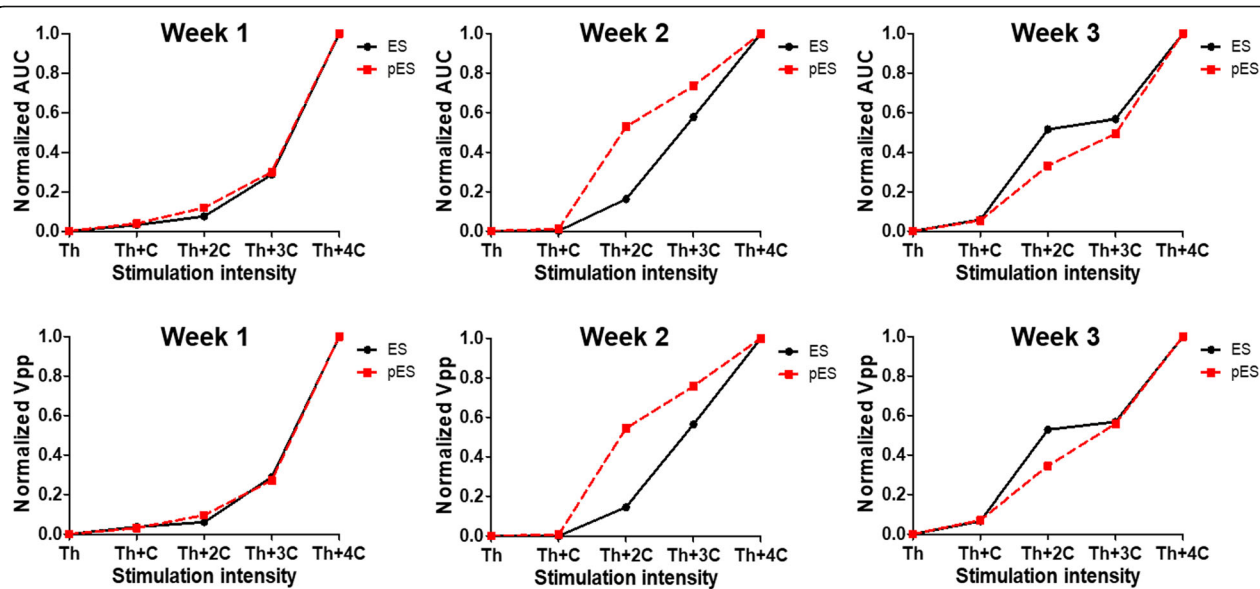 Week 1
ES
pES
Normalized AUC
1.0
0.8
0.6
0.4
0.2
0.0
Th Th+C Th+2C Th+3C Th+4C
Stimulation intensity
Week 2
ES
pES
Normalized AUC
1.0
0.8
0.6
0.4
0.2
0.0
Th Th+C Th+2C Th+3C Th+4C
Stimulation intensity
Week 3
ES
pES
Normalized AUC
1.0
0.8
0.6
0.4
0.2
0.0
Th Th+C Th+2C Th+3C Th+4C
Stimulation intensity
Week 1
ES
pES
Normalized Vpp
1.0
0.8
0.6
0.4
0.2
0.0
Th Th+C Th+2C Th+3C Th+4C
Stimulation intensity
Week 2
ES
pES
Normalized Vpp
1.0
0.8
0.6
0.4
0.2
0.0
Th Th+C Th+2C Th+3C Th+4C
Stimulation intensity
Week 3
ES
pES
Normalized Vpp
1.0
0.8
0.6
0.4
0.2
0.0
Th Th+C Th+2C Th+3C Th+4C
Stimulation intensity